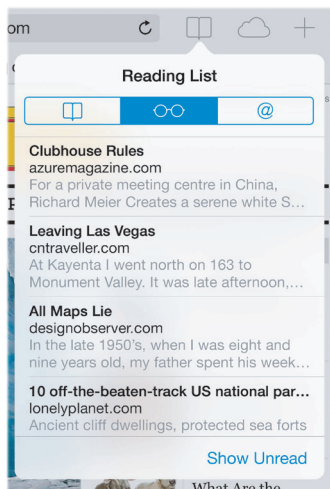 om
Reading List
@
Clubhouse Rules
azuremagazine.com
For a private meeting centre in China,
Richard Meier Creates a serene white S…
Leaving Las Vegas
cntraveller.com
At Kayenta I went north on 163 to
Monument Valley. It was late afternoon,…
All Maps Lie
designobserver.com
In the late 1950’s, when I was eight and
nine years old, my father spent his week…
10 off-the-beaten-track US national par…
lonelyplanet.com
Ancient cliff dwellings, protected sea forts
Show Unread
What Are the